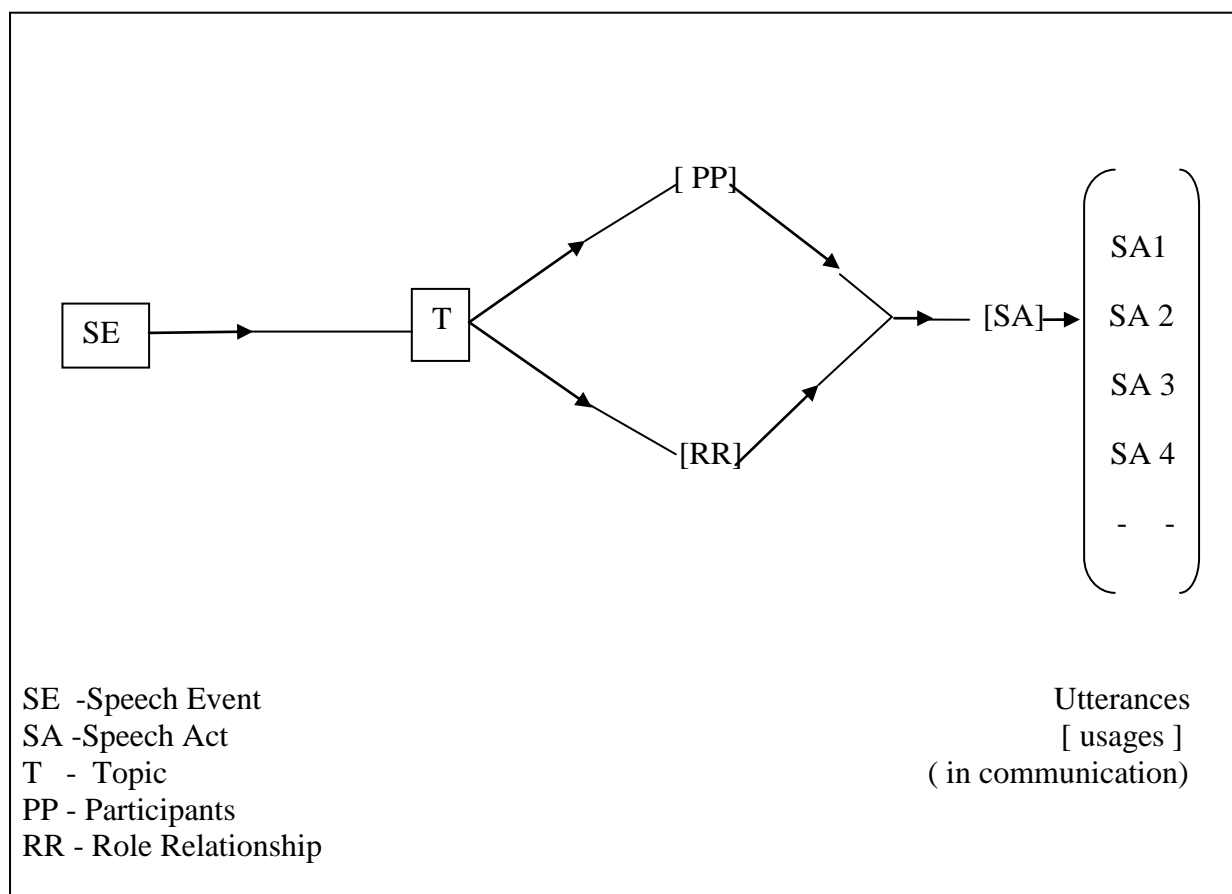 [ PP]
SA1
SE
T
[SA]
SA 2
SA 3
[RR]
SA 4
- -
SE -Speech Event
SA -Speech Act
T - Topic
PP - Participants
RR - Role Relationship
Utterances
[ usages ]
( in communication)